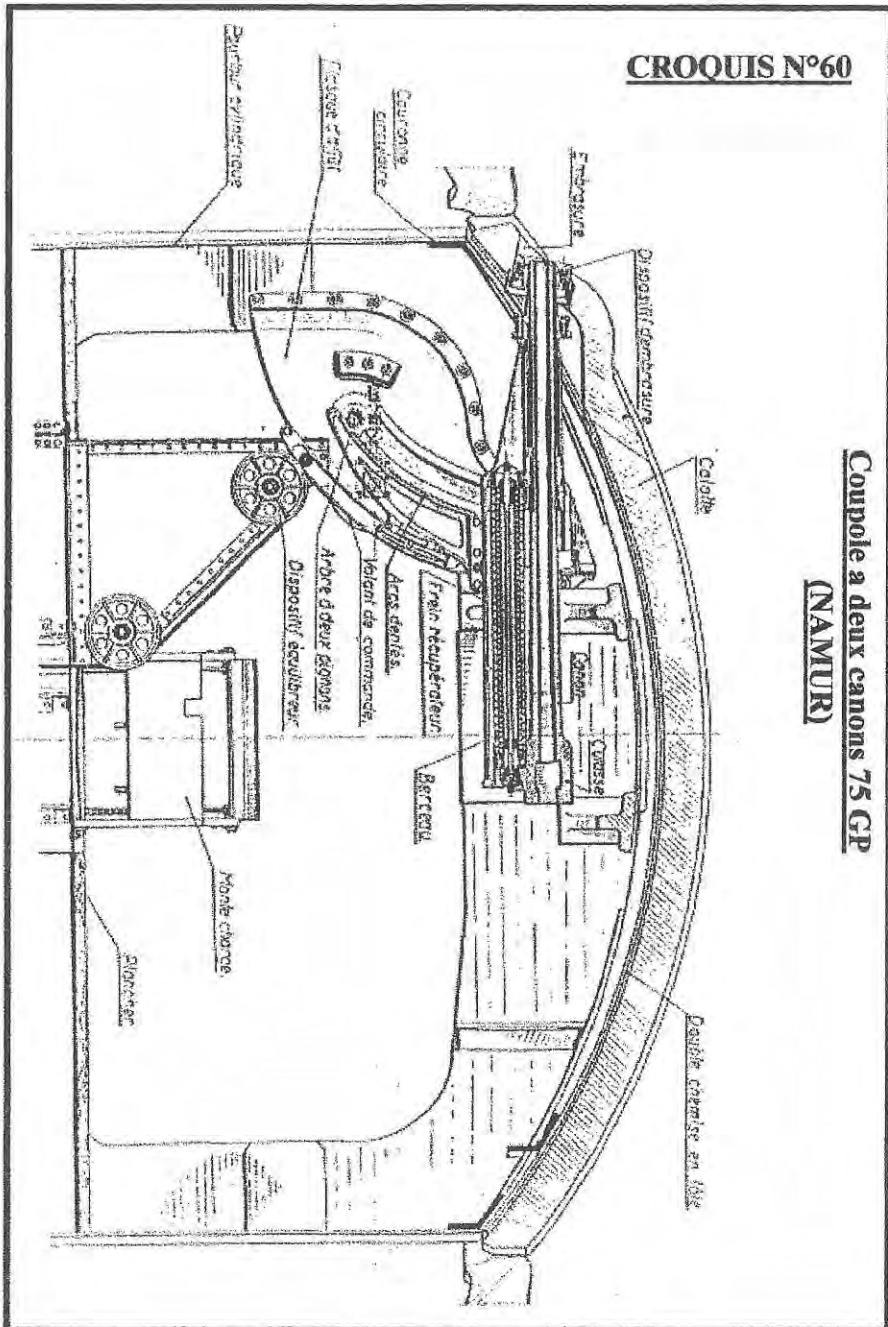 CROQUIS N°60
Coupole a deux canons 75 GP
(NAMUR)
Embrasure
Couronne
circulaire
Flasque d'affût
Pourtour cylindrique
Dispositif d'embrasure
Calotte
Canon
Culasse
Double chemise en tôle
Berceau
Frein récupérateur.
Volant de commande.
Arcs dentés.
Arbre à deux pignons
Dispositif équilibreur
Monte charge.
Plancher